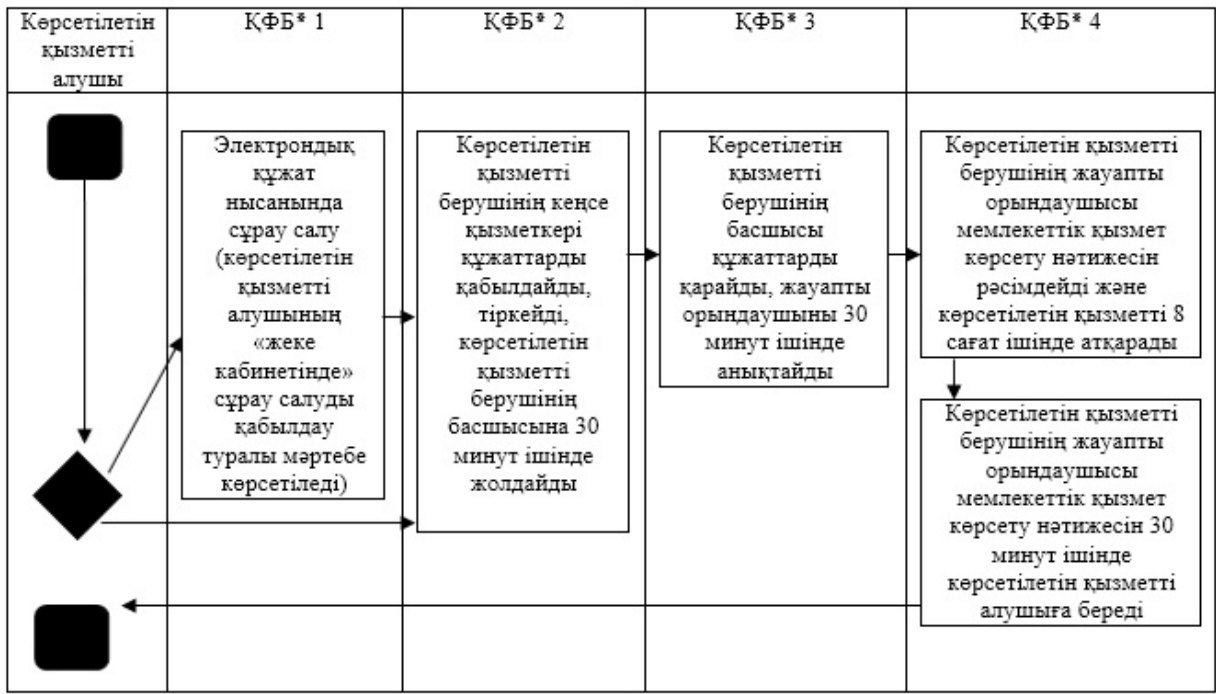 Көрсетілетін
қызметті
алушы
ҚФБ* 1
ҚФБ* 2
ҚФБ* 3
ҚФБ* 4
Электрондық
құжат
нысанында
сұрау салу
(көрсетілетін
қызметті
алушының
«жеке
кабинетінде»
сұрау салуды
қабылдау
туралы мәртебе
көрсетіледі)
Көрсетілетін
қызметті
берушінің кеңсе
қызметкері
құжаттарды
қабылдайды,
тіркейді,
көрсетілетін
қызметті
берушінің
басшысына 30
минут ішінде
жолдайды
Көрсетілетін
қызметті
берушінің
басшысы
құжаттарды
қарайды, жауапты
орындаушыны 30
минут ішінде
анықтайды
Көрсетілетін қызметті
берушінің жауапты
орындаушысы
мемлекеттік қызмет
көрсету нәтижесін
рәсімдейді және
көрсетілетін қызметті 8
сағат ішінде атқарады
Көрсетілетін қызметті
берушінің жауапты
орындаушысы
мемлекеттік қызмет
көрсету нәтижесін 30
минут ішінде
көрсетілетін қызметті
алушыға береді